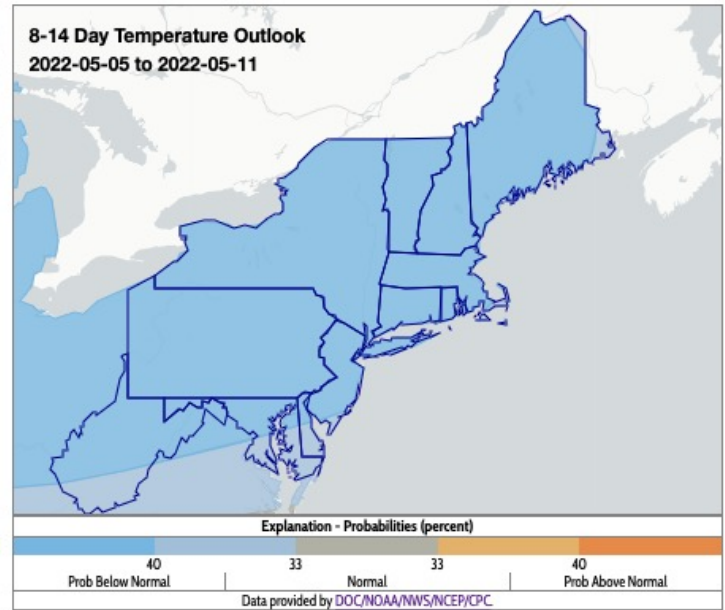 8-14 Day Temperature Outlook
2022-05-05 to 2022-05-11
Explanation - Probabilities (percent)
40 33 33 40
Prob Below Normal Normal Prob Above Normal
Data provided by DOC/NOAA/NWS/NCEP/CPC.